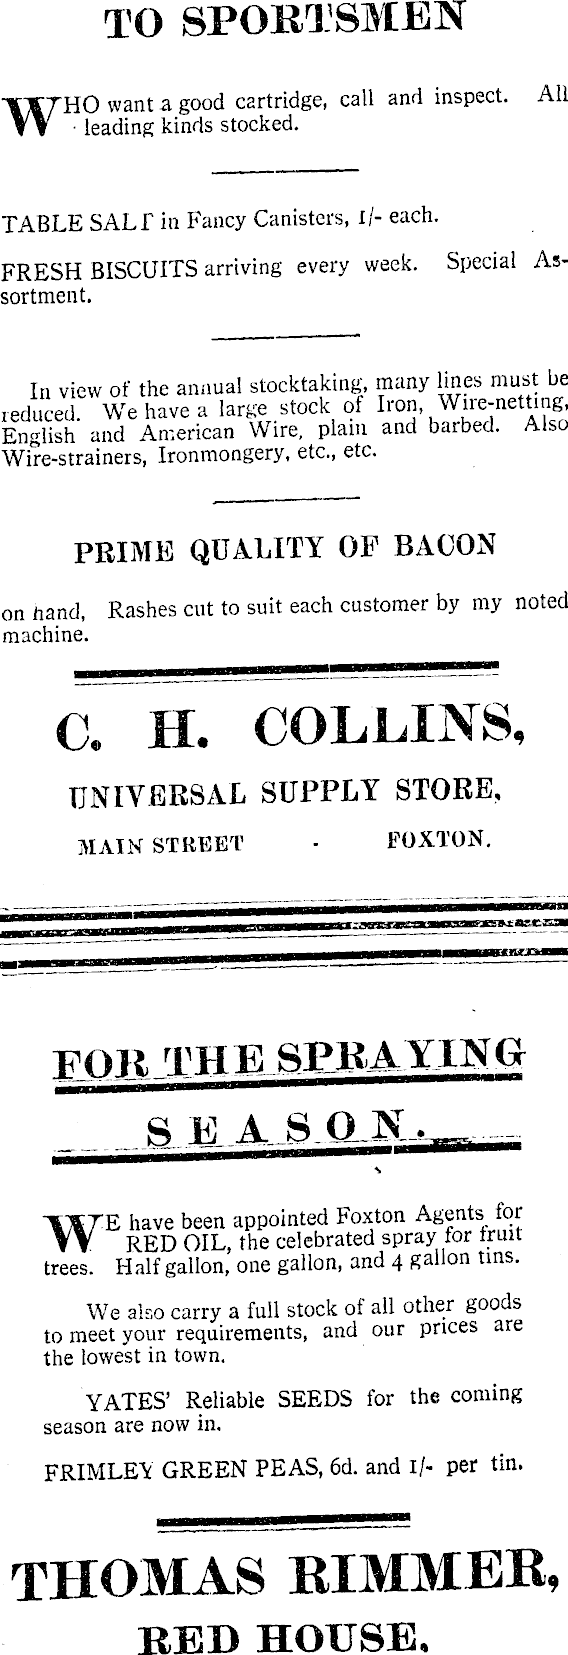 TO SPORTSMEN
WHO want a good cartridge, call and inspect. All
leading kinds stocked.
TABLE SALT in Fancy Canisters, 1/- each.
FRESH BISCUITS arriving every week. Special As-
sortment.
In view of the annual stocktaking, many lines must be
reduced. We have a large stock of Iron, Wire-netting,
English and American Wire, plain and barbed. Also
Wire-strainers, Ironmongery, etc., etc.
PRIME QUALITY OF BACON
on hand, Rashes cut to suit each customer by my noted
machine.
C. H. COLLINS,
UNIVERSAL SUPPLY STORE,
MAIN STREET - FOXTON.
FOR THE SPRAYING
SEASON.
WE have been appointed Foxton Agents for
RED OIL, the celebrated spray for fruit
trees. Half gallon, one gallon, and 4 gallon tins.
We also carry a full stock of all other goods
to meet your requirements, and our prices are
the lowest in town.
YATES' Reliable SEEDS for the coming
season are now in.
FRIMLEY GREEN PEAS, 6d. and 1/- per tin.
THOMAS RIMMER,
RED HOUSE.